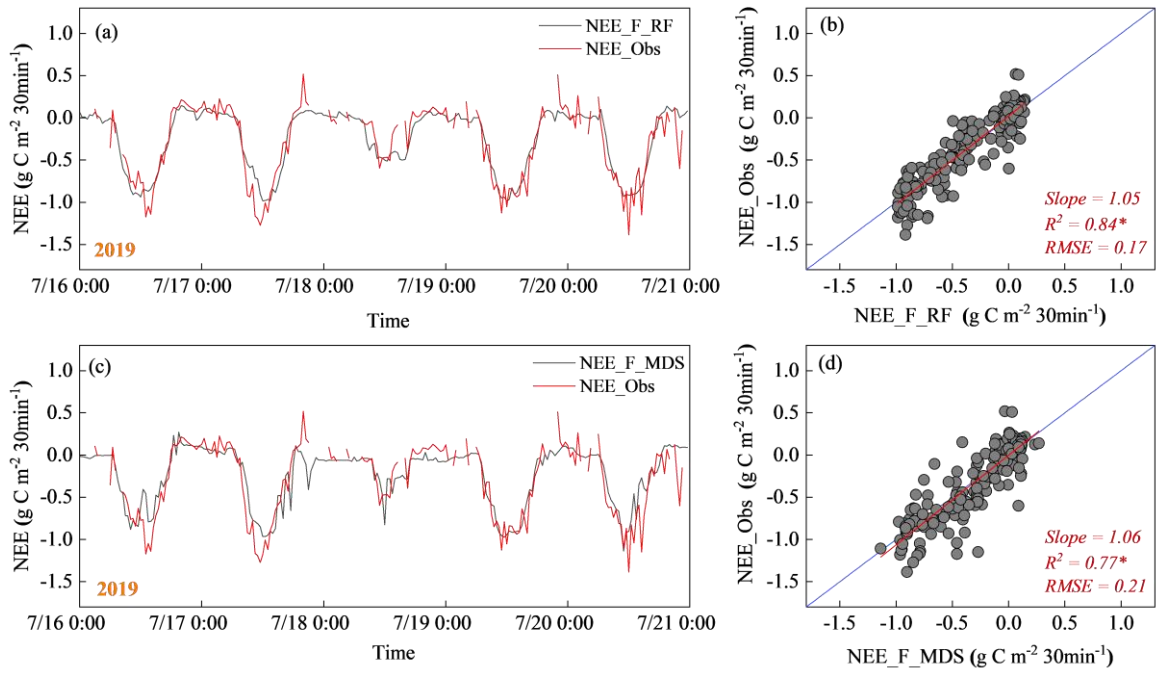 (a)
NEE_F_RF
NEE_Obs
NEE (g C m⁻² 30min⁻¹)
1.0
0.5
0.0
-0.5
-1.0
-1.5
2019
7/16 0:00 7/17 0:00 7/18 0:00 7/19 0:00 7/20 0:00 7/21 0:00
Time
(b)
NEE_Obs (g C m⁻² 30min⁻¹)
1.0
0.5
0.0
-0.5
-1.0
-1.5
Slope = 1.05
R² = 0.84*
RMSE = 0.17
-1.5 -1.0 -0.5 0.0 0.5 1.0
NEE_F_RF (g C m⁻² 30min⁻¹)
(c)
NEE_F_MDS
NEE_Obs
NEE (g C m⁻² 30min⁻¹)
1.0
0.5
0.0
-0.5
-1.0
-1.5
2019
7/16 0:00 7/17 0:00 7/18 0:00 7/19 0:00 7/20 0:00 7/21 0:00
Time
(d)
NEE_Obs (g C m⁻² 30min⁻¹)
1.0
0.5
0.0
-0.5
-1.0
-1.5
Slope = 1.06
R² = 0.77*
RMSE = 0.21
-1.5 -1.0 -0.5 0.0 0.5 1.0
NEE_F_MDS (g C m⁻² 30min⁻¹)